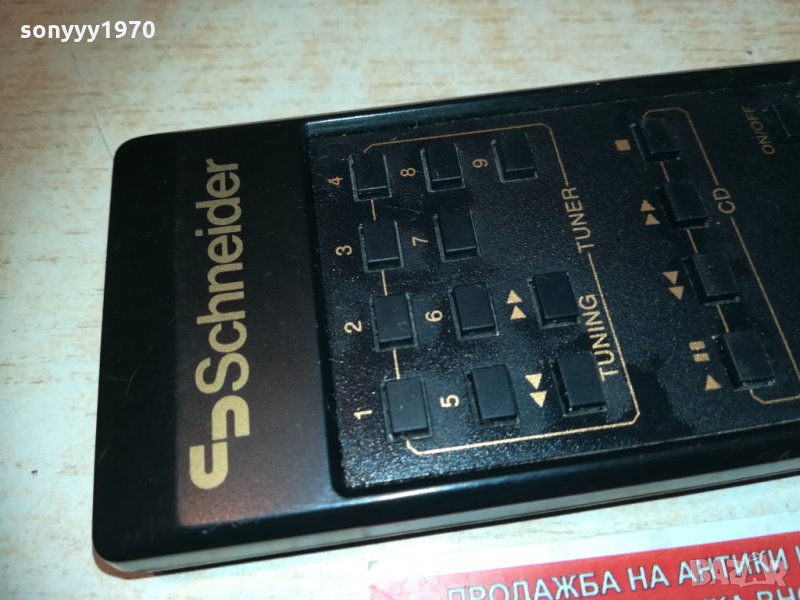 sonyyy1970
Schneider
4 8 9
3 7
2 6
1 5
TUNER
TUNING
CD
ON/OFF
ПРОДАЖБА НА АНТИКИ